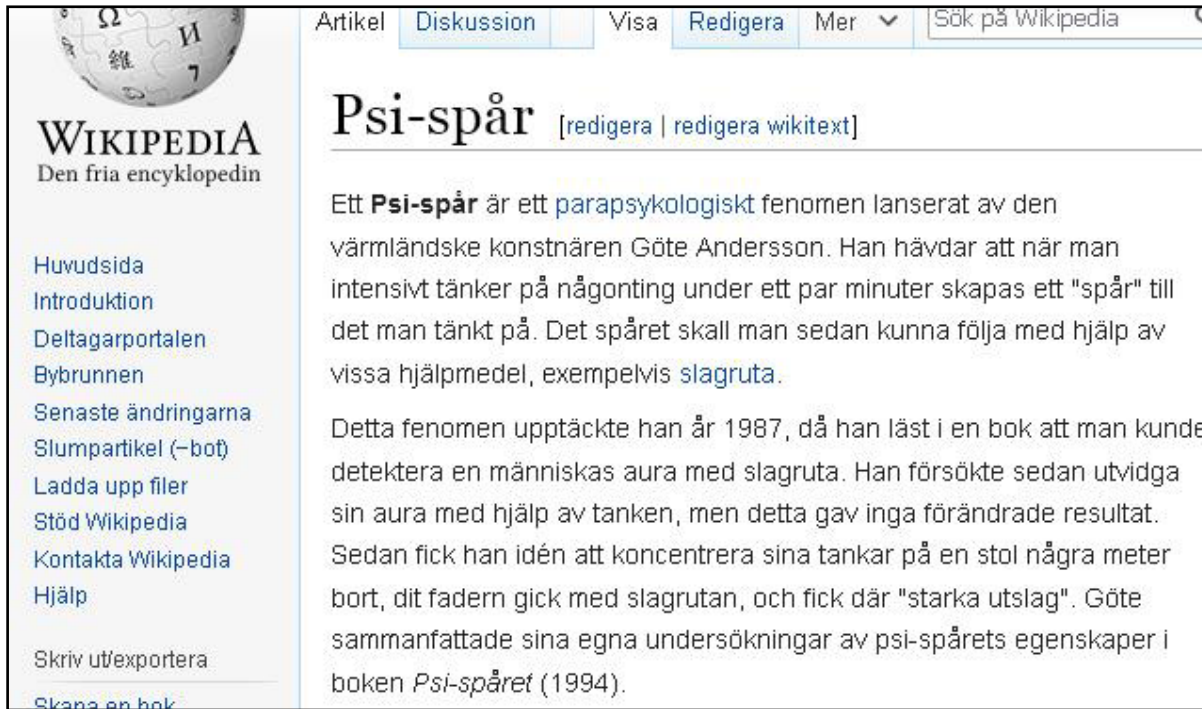 Artikel Diskussion Visa Redigera Mer Sök på Wikipedia
Ω И
維 7
WIKIPEDIA
Den fria encyklopedin
Huvudsida
Introduktion
Deltagarportalen
Bybrunnen
Senaste ändringarna
Slumpartikel (−bot)
Ladda upp filer
Stöd Wikipedia
Kontakta Wikipedia
Hjälp
Skriv ut/exportera
Skapa en bok
Psi-spår [redigera | redigera wikitext]
Ett Psi-spår är ett parapsykologiskt fenomen lanserat av den
värmländske konstnären Göte Andersson. Han hävdar att när man
intensivt tänker på någonting under ett par minuter skapas ett "spår" till
det man tänkt på. Det spåret skall man sedan kunna följa med hjälp av
vissa hjälpmedel, exempelvis slagruta.
Detta fenomen upptäckte han år 1987, då han läst i en bok att man kunde
detektera en människas aura med slagruta. Han försökte sedan utvidga
sin aura med hjälp av tanken, men detta gav inga förändrade resultat.
Sedan fick han idén att koncentrera sina tankar på en stol några meter
bort, dit fadern gick med slagrutan, och fick där "starka utslag". Göte
sammanfattade sina egna undersökningar av psi-spårets egenskaper i
boken Psi-spåret (1994).